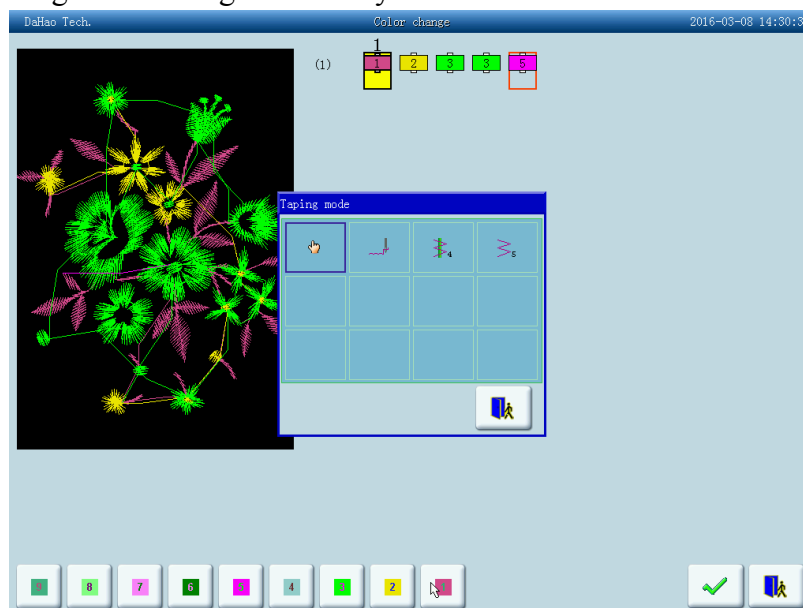 DaHao Tech. Color change 2016-03-08 14:30:3
1
(1) 1 2 3 3 5
Taping mode
4 5
9 8 7 6 5 4 3 2